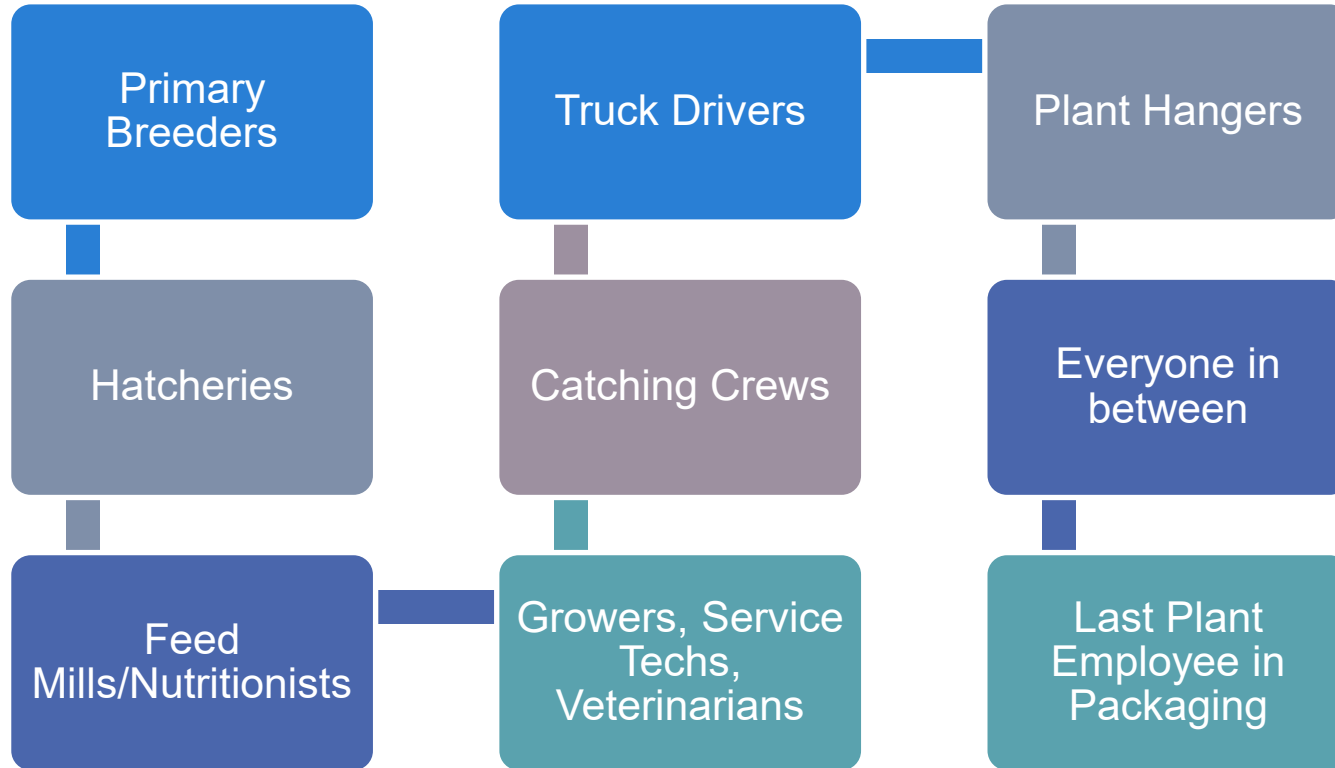 Primary
Breeders
Hatcheries
Feed
Mills/Nutritionists
Growers, Service
Techs,
Veterinarians
Catching Crews
Truck Drivers
Plant Hangers
Everyone in
between
Last Plant
Employee in
Packaging